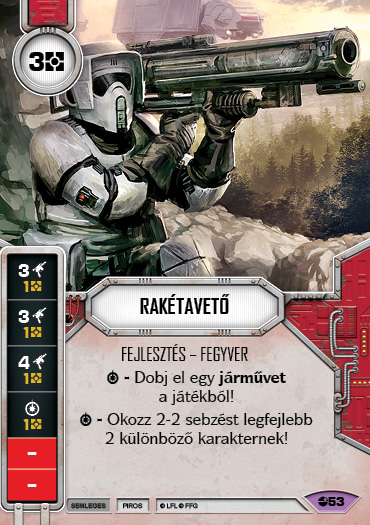 3
RAKÉTAVETŐ
FEJLESZTÉS – FEGYVER
- Dobj el egy járművet
a játékból!
- Okozz 2-2 sebzést legfejlebb
2 különböző karakternek!
3
1
3
1
4
1
1
-
-
SEMLEGES PIROS © LFL © FFG 53